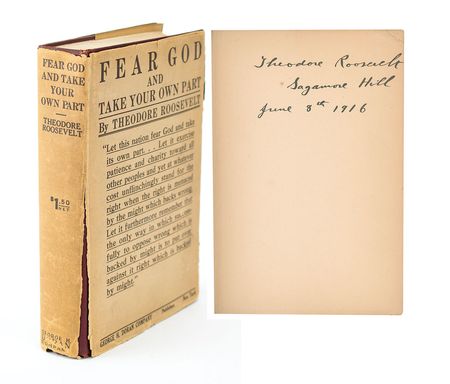 FEAR GOD
AND TAKE
YOUR
OWN PART
THEODORE
ROOSEVELT
$1.50
NET
GEORGE H.
DORAN
FEAR GOD
AND
TAKE YOUR OWN PART
By THEODORE ROOSEVELT
"Let this nation fear God and take
its own part. . . Let it exercise
patience and charity toward all
other peoples and yet at whatever
cost unflinchingly stand for the
right when the right is menaced
by the might which backs wrong.
Let it furthermore remember that
the only way in which
fully to oppose wrong which is
backed by might is to put over
against it right which is backed
by might."
GEORGE H. DORAN COMPANY Publishers New York
Theodore Roosevelt
Sagamore Hill
June 8th 1916